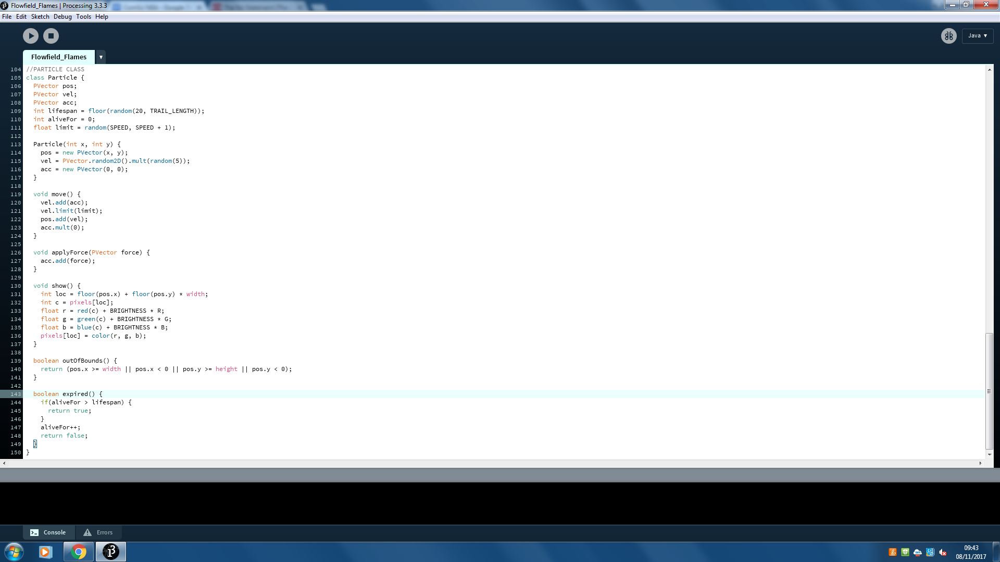 Flowfield_Flames | Processing 3.3.3
File Edit Sketch Debug Tools Help
Java ▼
Flowfield_Flames ▼
104 //PARTICLE CLASS
105 class Particle {
106   PVector pos;
107   PVector vel;
108   PVector acc;
109   int lifespan = floor(random(20, TRAIL_LENGTH));
110   int aliveFor = 0;
111   float limit = random(SPEED, SPEED + 1);
112
113   Particle(int x, int y) {
114     pos = new PVector(x, y);
115     vel = PVector.random2D().mult(random(5));
116     acc = new PVector(0, 0);
117   }
118
119   void move() {
120     vel.add(acc);
121     vel.limit(limit);
122     pos.add(vel);
123     acc.mult(0);
124   }
125
126   void applyForce(PVector force) {
127     acc.add(force);
128   }
129
130   void show() {
131     int loc = floor(pos.x) + floor(pos.y) * width;
132     int c = pixels[loc];
133     float r = red(c) + BRIGHTNESS * R;
134     float g = green(c) + BRIGHTNESS * G;
135     float b = blue(c) + BRIGHTNESS * B;
136     pixels[loc] = color(r, g, b);
137   }
138
139   boolean outOfBounds() {
140     return (pos.x >= width || pos.x < 0 || pos.y >= height || pos.y < 0);
141   }
142
143   boolean expired() {
144     if(aliveFor > lifespan) {
145       return true;
146     }
147     aliveFor++;
148     return false;
149   }
150 }
Console Errors
09:43
08/11/2017